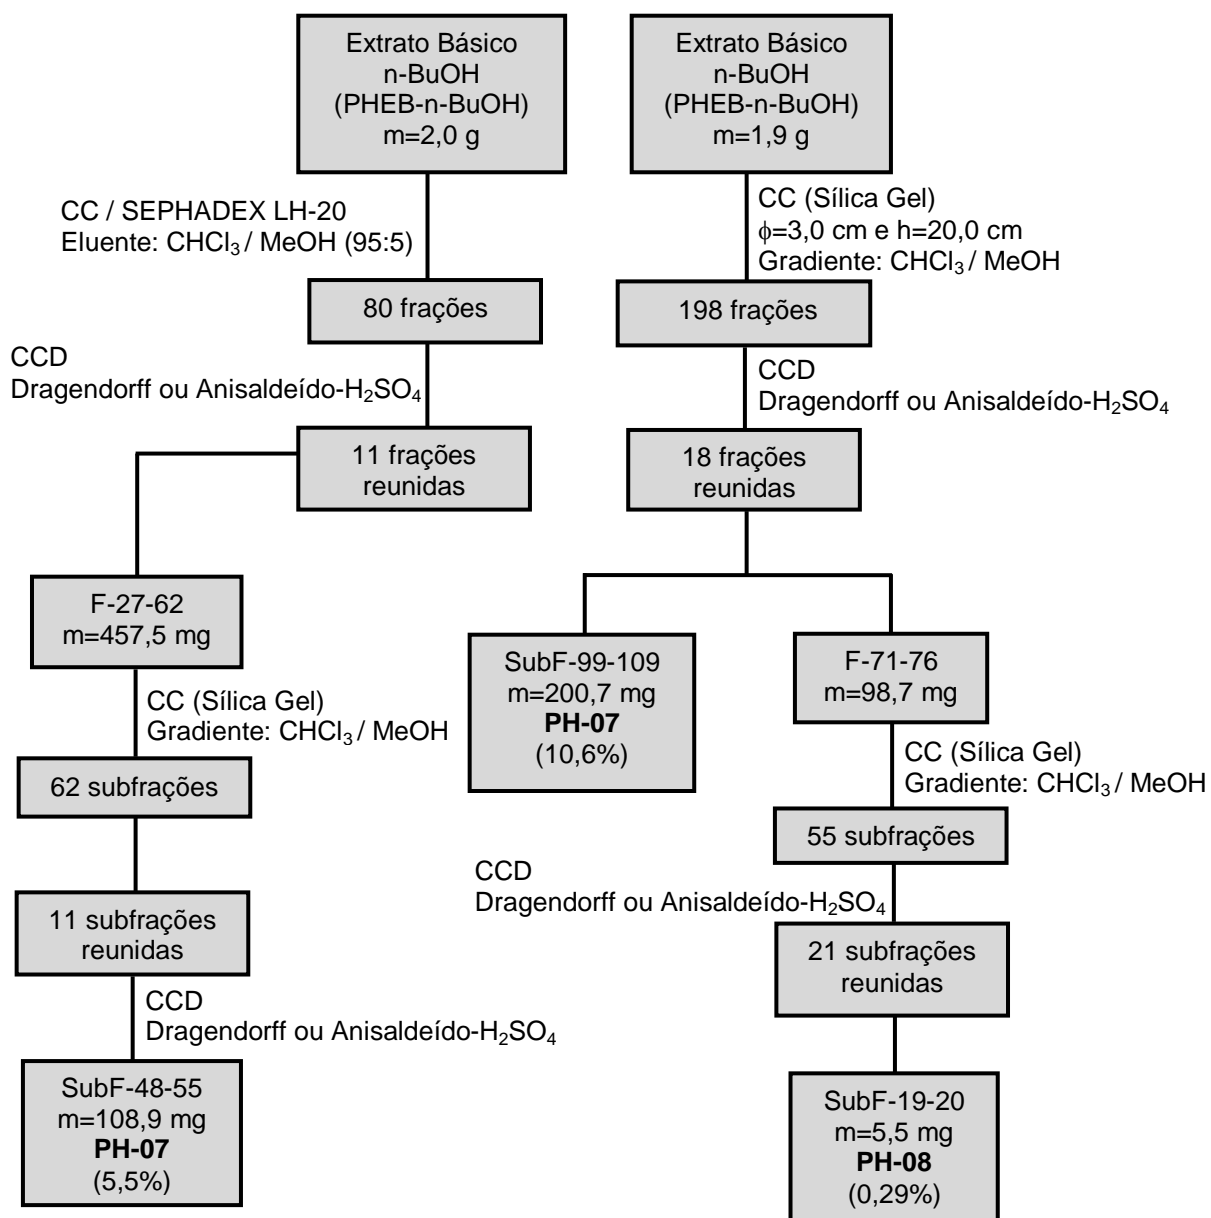 Extrato Básico
n-BuOH
(PHEB-n-BuOH)
m=2,0 g
CC / SEPHADEX LH-20
Eluente: CHCl₃ / MeOH (95:5)
80 frações
CCD
Dragendorff ou Anisaldeído-H₂SO₄
11 frações
reunidas
F-27-62
m=457,5 mg
CC (Sílica Gel)
Gradiente: CHCl₃ / MeOH
62 subfrações
11 subfrações
reunidas
CCD
Dragendorff ou Anisaldeído-H₂SO₄
SubF-48-55
m=108,9 mg
PH-07
(5,5%)
Extrato Básico
n-BuOH
(PHEB-n-BuOH)
m=1,9 g
CC (Sílica Gel)
ϕ=3,0 cm e h=20,0 cm
Gradiente: CHCl₃ / MeOH
198 frações
CCD
Dragendorff ou Anisaldeído-H₂SO₄
18 frações
reunidas
SubF-99-109
m=200,7 mg
PH-07
(10,6%)
F-71-76
m=98,7 mg
CC (Sílica Gel)
Gradiente: CHCl₃ / MeOH
55 subfrações
CCD
Dragendorff ou Anisaldeído-H₂SO₄
21 subfrações
reunidas
SubF-19-20
m=5,5 mg
PH-08
(0,29%)